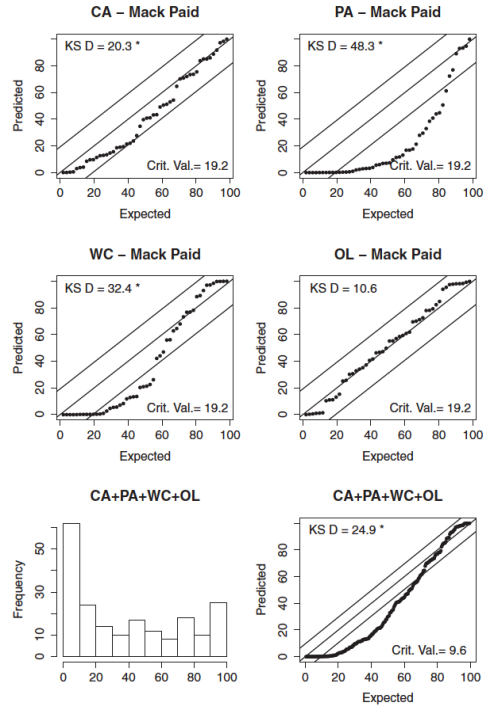 CA – Mack Paid
KS D = 20.3 *
Crit. Val.= 19.2
Predicted
0 20 40 60 80
0 20 40 60 80 100
Expected
PA – Mack Paid
KS D = 48.3 *
Crit. Val.= 19.2
Predicted
0 20 40 60 80
0 20 40 60 80 100
Expected
WC – Mack Paid
KS D = 32.4 *
Crit. Val.= 19.2
Predicted
0 20 40 60 80
0 20 40 60 80 100
Expected
OL – Mack Paid
KS D = 10.6
Crit. Val.= 19.2
Predicted
0 20 40 60 80
0 20 40 60 80 100
Expected
CA+PA+WC+OL
Frequency
0 10 30 50
0 20 40 60 80 100
CA+PA+WC+OL
KS D = 24.9 *
Crit. Val.= 9.6
Predicted
0 20 40 60 80
0 20 40 60 80 100
Expected